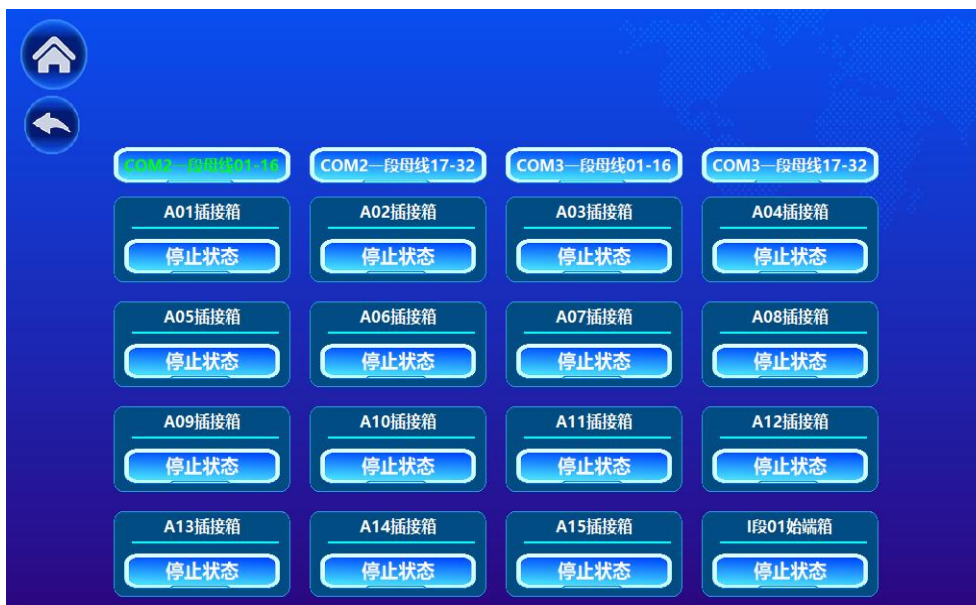 COM2一段母线01-16 COM2一段母线17-32 COM3一段母线01-16 COM3一段母线17-32
A01插接箱 A02插接箱 A03插接箱 A04插接箱
停止状态 停止状态 停止状态 停止状态
A05插接箱 A06插接箱 A07插接箱 A08插接箱
停止状态 停止状态 停止状态 停止状态
A09插接箱 A10插接箱 A11插接箱 A12插接箱
停止状态 停止状态 停止状态 停止状态
A13插接箱 A14插接箱 A15插接箱 I段01始端箱
停止状态 停止状态 停止状态 停止状态